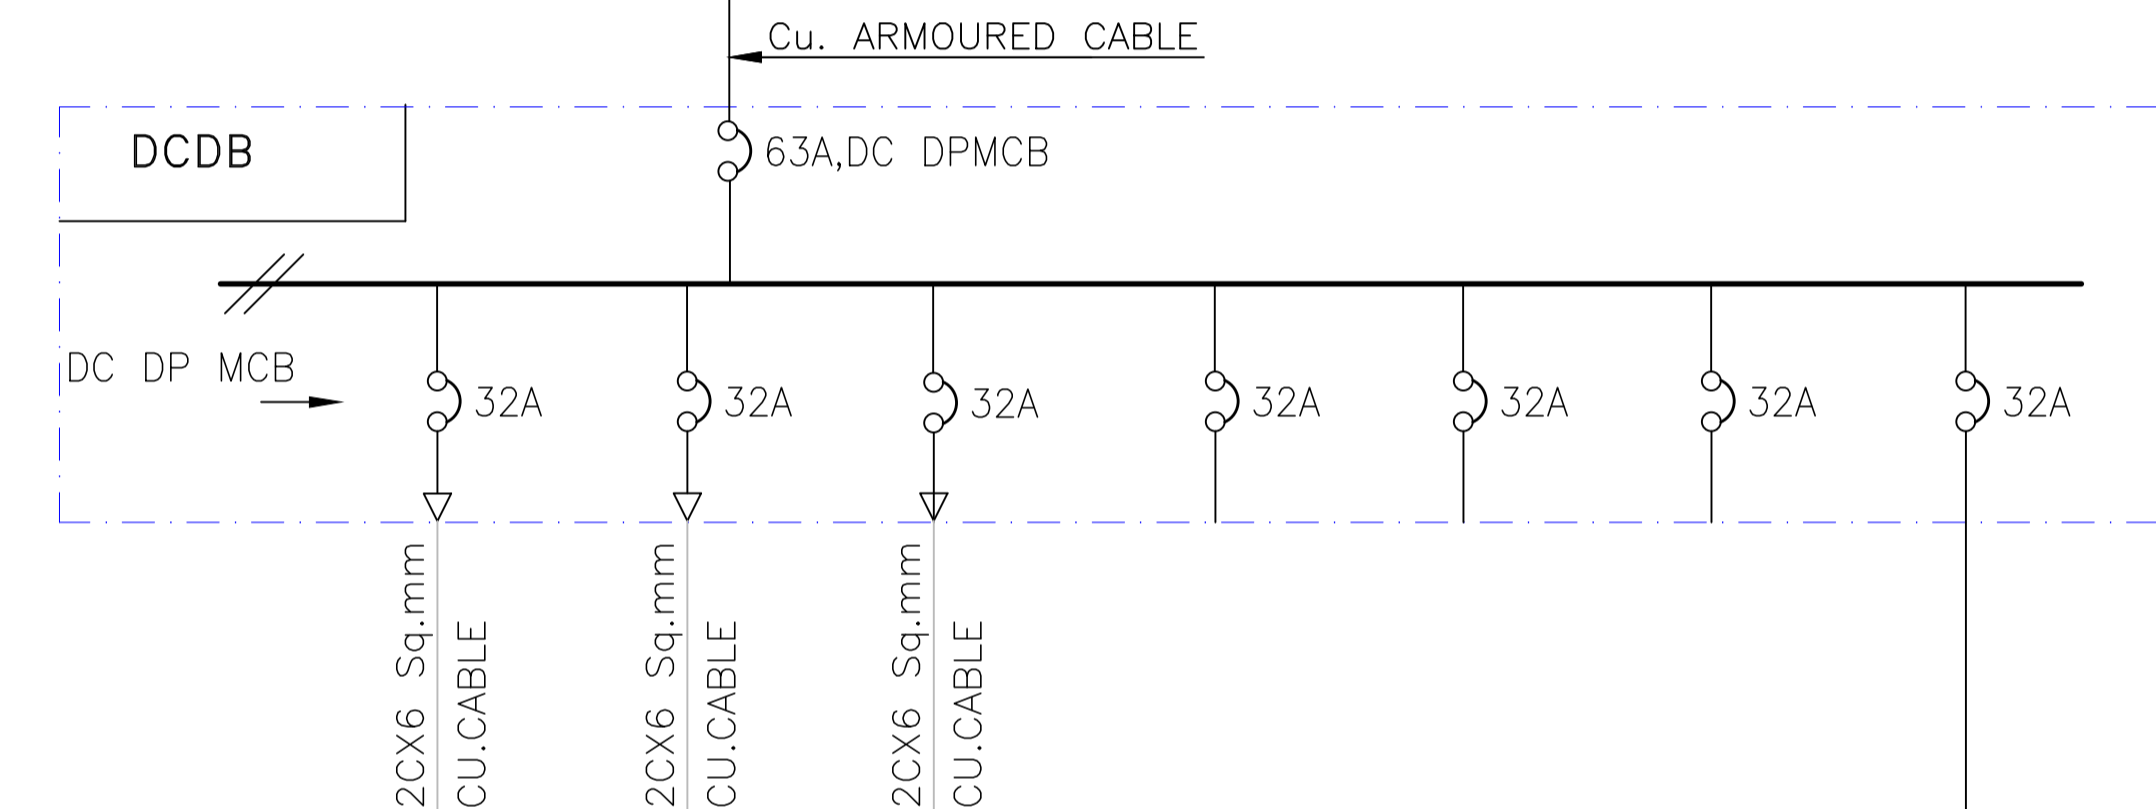 Cu. ARMOURED CABLE
DCDB
63A,DC DPMCB
DC DP MCB
32A
32A
32A
32A
32A
32A
32A
2CX6 Sq.mm
CU.CABLE
2CX6 Sq.mm
CU.CABLE
2CX6 Sq.mm
CU.CABLE